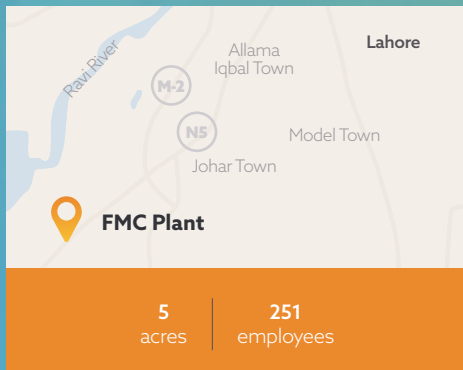 Lahore
Allama
Iqbal Town
Ravi River
M-2
N5
Model Town
Johar Town
FMC Plant
5
acres
251
employees